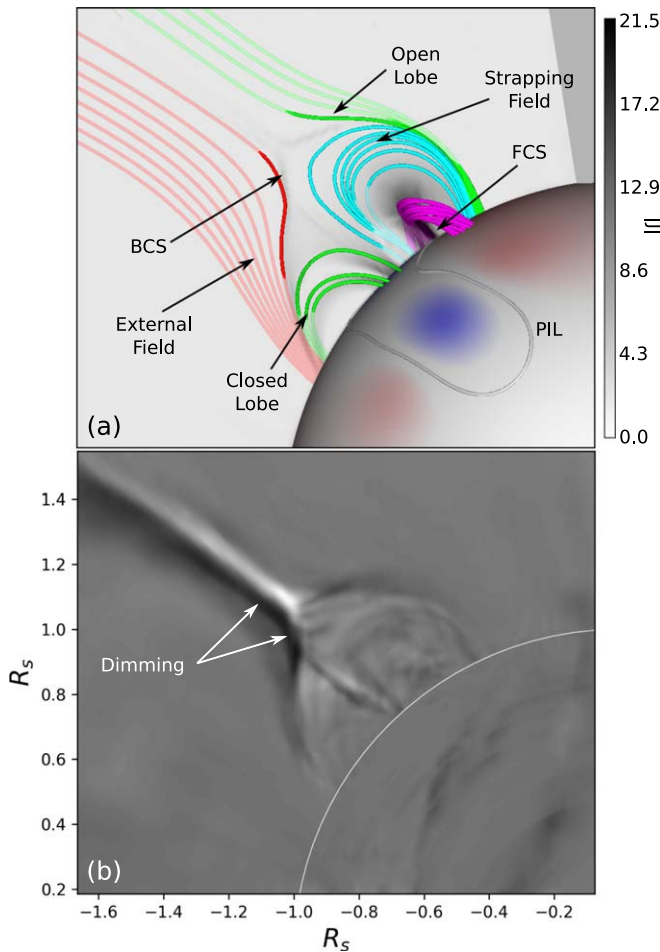 Open
Lobe
Strapping
Field
FCS
BCS
External
Field
Closed
Lobe
PIL
(a)
21.5
17.2
12.9
8.6
4.3
0.0
|J|
1.4
1.2
1.0
0.8
0.6
0.4
0.2
R_s
Dimming
(b)
−1.6 −1.4 −1.2 −1.0 −0.8 −0.6 −0.4 −0.2
R_s